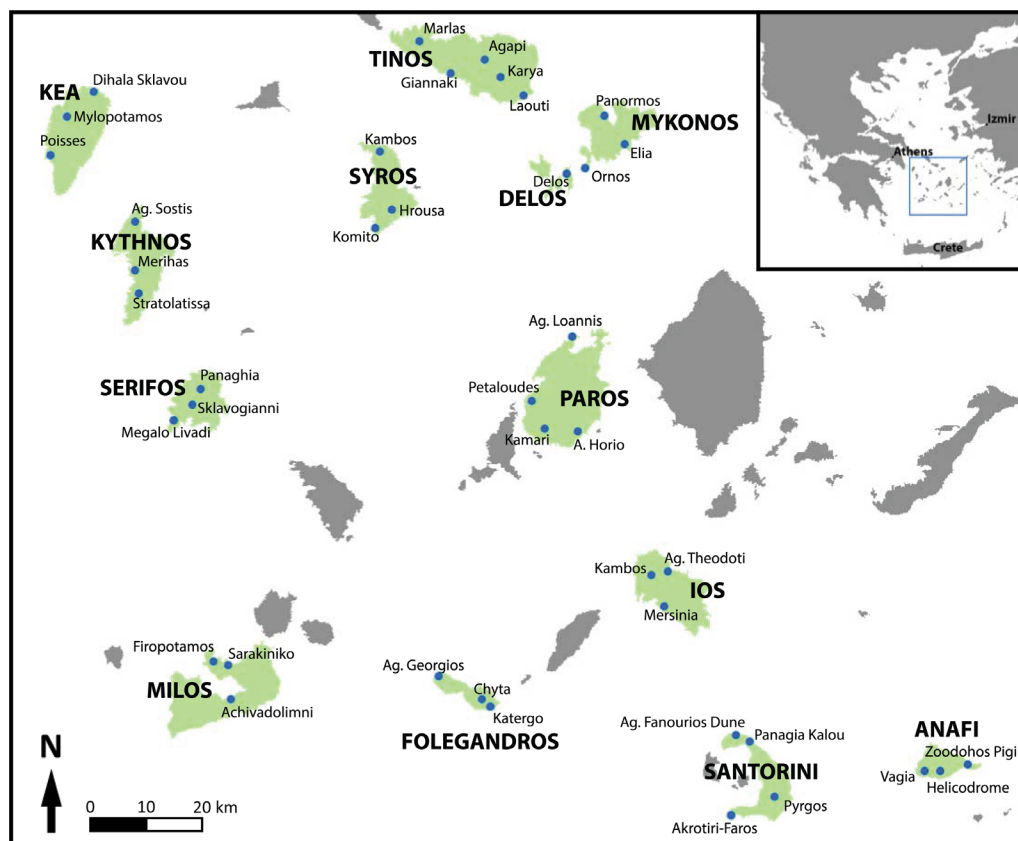 Marlas
Agapi
TINOS
Giannaki
Karya
Laouti
Dihala Sklavou
KEA
Mylopotamos
Poisses
Panormos
MYKONOS
Elia
Ornos
Delos
DELOS
Kambos
SYROS
Hrousa
Komito
Ag. Sostis
KYTHNOS
Merihas
Stratolatissa
Izmir
Athens
Crete
Ag. Loannis
Petaloudes
PAROS
Kamari
A. Horio
Panaghia
SERIFOS
Sklavogianni
Megalo Livadi
Kambos
Ag. Theodoti
IOS
Mersinia
Firopotamos
Sarakiniko
MILOS
Achivadolimni
Ag. Georgios
Chyta
Katergo
FOLEGANDROS
Ag. Fanourios Dune
Panagia Kalou
SANTORINI
Pyrgos
Akrotiri-Faros
ANAFI
Zoodohos Pigi
Vagia
Helicodrome
N
0 10 20 km